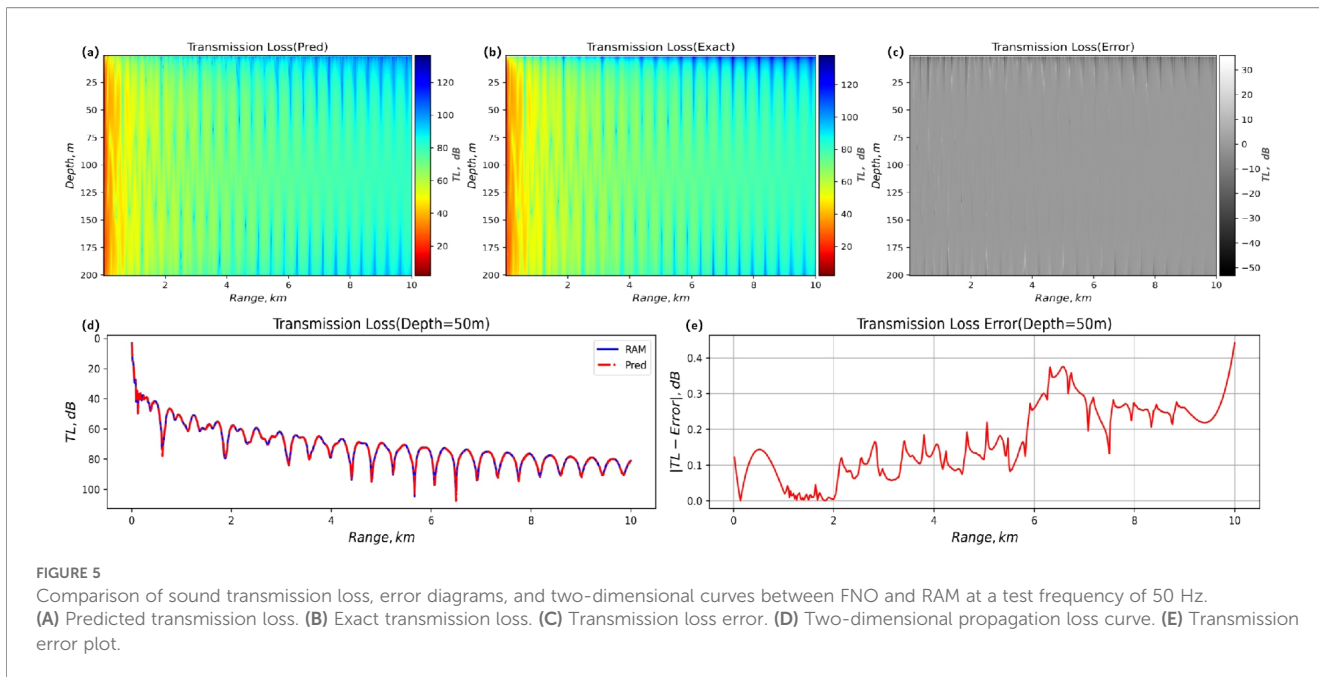 (a)
Transmission Loss(Pred)
25
50
75
100
125
150
175
200
Depth, m
0
2
4
6
8
10
Range, km
120
100
80
60
40
20
TL, dB
(b)
Transmission Loss(Exact)
25
50
75
100
125
150
175
200
Depth, m
0
2
4
6
8
10
Range, km
120
100
80
60
40
20
TL, dB
(c)
Transmission Loss(Error)
25
50
75
100
125
150
175
200
Depth, m
2
4
6
8
10
Range, km
30
20
10
0
−10
−20
−30
−40
−50
TL, dB
(d)
Transmission Loss(Depth=50m)
0
20
40
60
80
100
TL, dB
RAM
Pred
0
2
4
6
8
10
Range, km
(e)
Transmission Loss Error(Depth=50m)
0.4
0.3
0.2
0.1
0.0
|TL − Error|, dB
0
2
4
6
8
10
Range, km
FIGURE 5
Comparison of sound transmission loss, error diagrams, and two-dimensional curves between FNO and RAM at a test frequency of 50 Hz.
(A) Predicted transmission loss. (B) Exact transmission loss. (C) Transmission loss error. (D) Two-dimensional propagation loss curve. (E) Transmission
error plot.